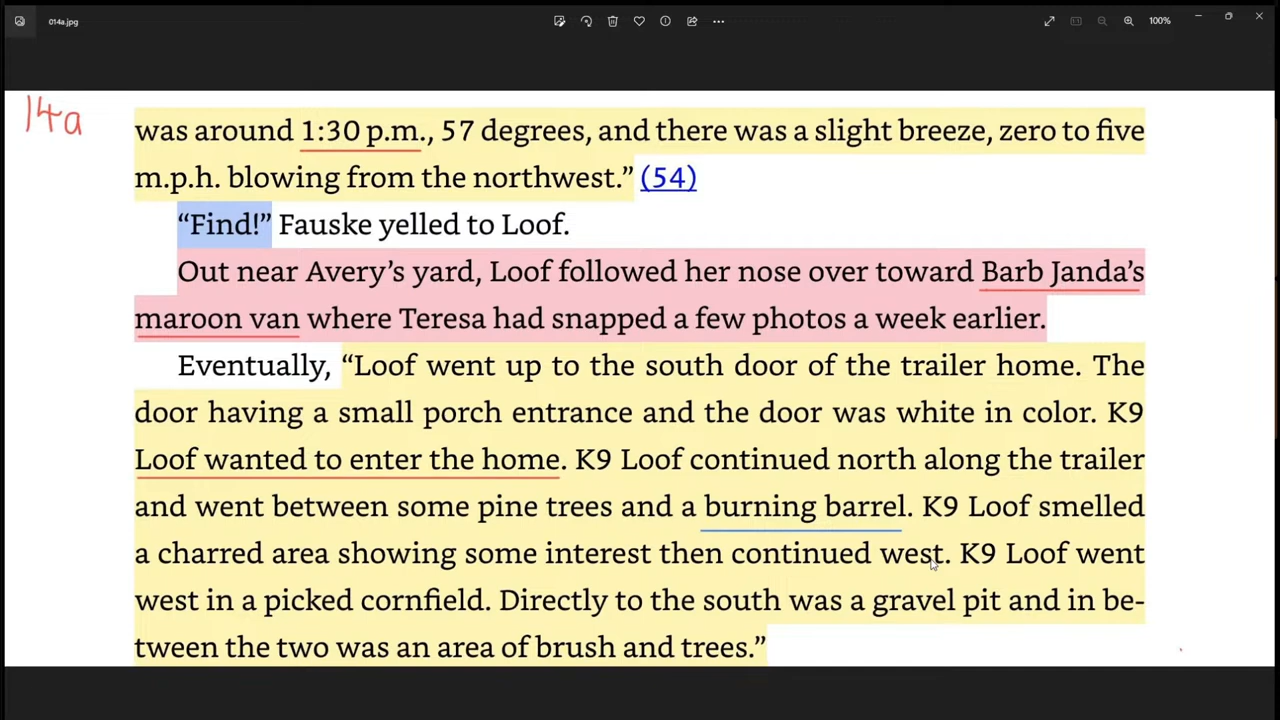 014a.jpg
100%
14a
was around 1:30 p.m., 57 degrees, and there was a slight breeze, zero to five
m.p.h. blowing from the northwest.” (54)
“Find!” Fauske yelled to Loof.
Out near Avery’s yard, Loof followed her nose over toward Barb Janda’s
maroon van where Teresa had snapped a few photos a week earlier.
Eventually, “Loof went up to the south door of the trailer home. The
door having a small porch entrance and the door was white in color. K9
Loof wanted to enter the home. K9 Loof continued north along the trailer
and went between some pine trees and a burning barrel. K9 Loof smelled
a charred area showing some interest then continued west. K9 Loof went
west in a picked cornfield. Directly to the south was a gravel pit and in be-
tween the two was an area of brush and trees.”